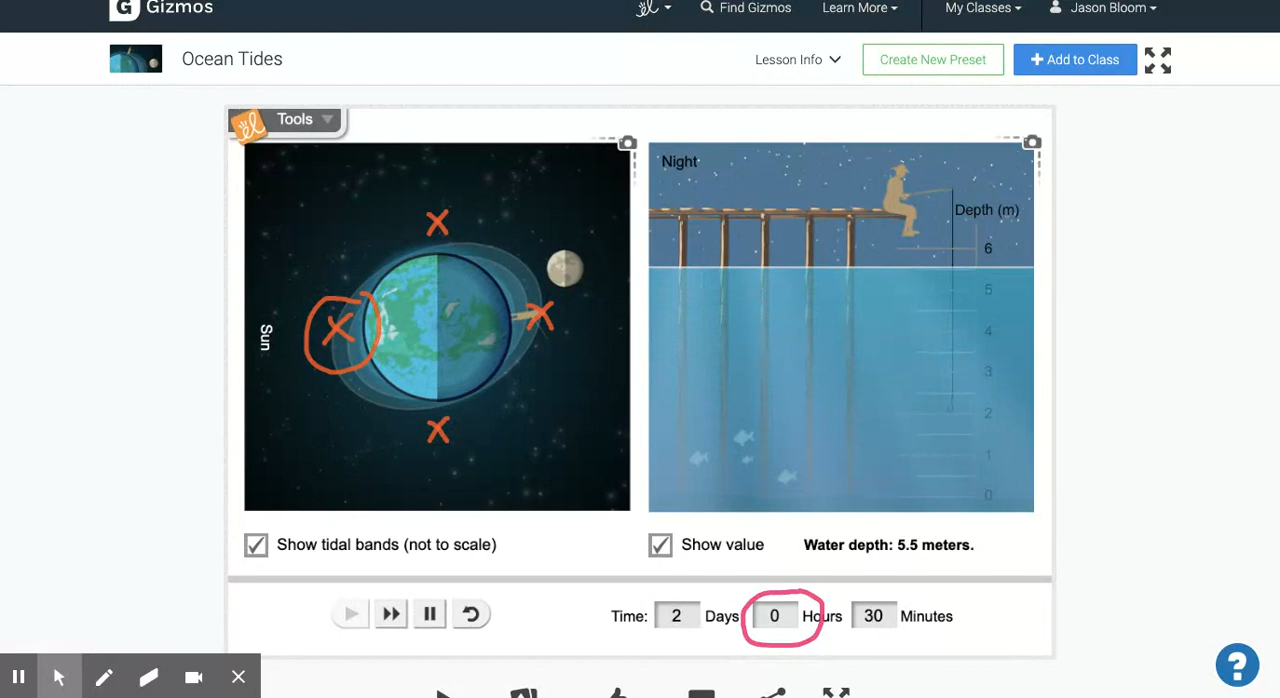 G Gizmos
Find Gizmos Learn More My Classes Jason Bloom
Ocean Tides
Lesson Info Create New Preset + Add to Class
Tools
Night
Depth (m)
6
5
4
3
2
1
0
Sun
X
X
X
X
Show tidal bands (not to scale)
Show value Water depth: 5.5 meters.
Time: 2 Days 0 Hours 30 Minutes
?